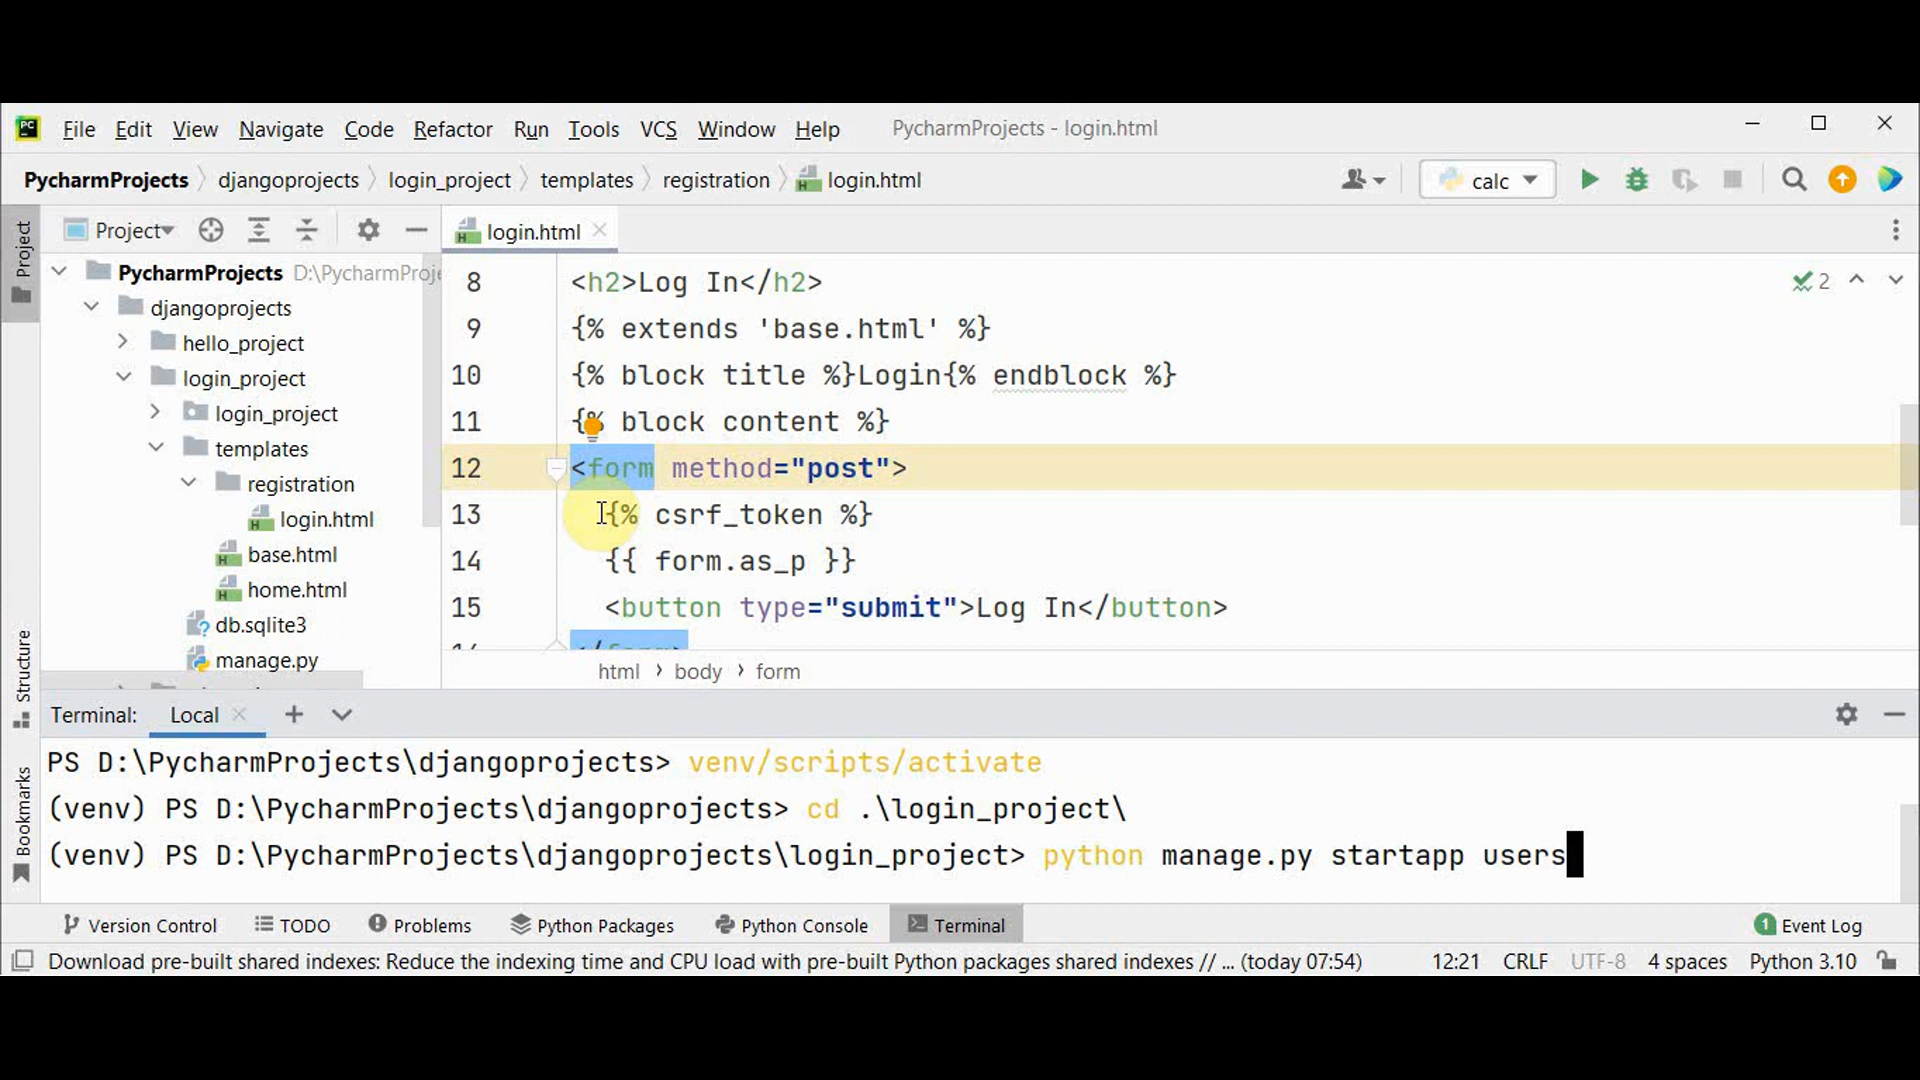 PC File Edit View Navigate Code Refactor Run Tools VCS Window Help PycharmProjects - login.html
PycharmProjects djangoprojects login_project templates registration login.html calc
Project Project login.html
PycharmProjects D:\PycharmProje
djangoprojects
hello_project
login_project
login_project
templates
registration
login.html
base.html
home.html
db.sqlite3
manage.py
8 <h2>Log In</h2> 2
9 {% extends 'base.html' %}
10 {% block title %}Login{% endblock %}
11 {% block content %}
12 <form method="post">
13 {% csrf_token %}
14 {{ form.as_p }}
15 <button type="submit">Log In</button>
html › body › form
Structure
Bookmarks
Terminal: Local
PS D:\PycharmProjects\djangoprojects> venv/scripts/activate
(venv) PS D:\PycharmProjects\djangoprojects> cd .\login_project\
(venv) PS D:\PycharmProjects\djangoprojects\login_project> python manage.py startapp users
Version Control TODO Problems Python Packages Python Console Terminal 1 Event Log
Download pre-built shared indexes: Reduce the indexing time and CPU load with pre-built Python packages shared indexes // ... (today 07:54) 12:21 CRLF UTF-8 4 spaces Python 3.10